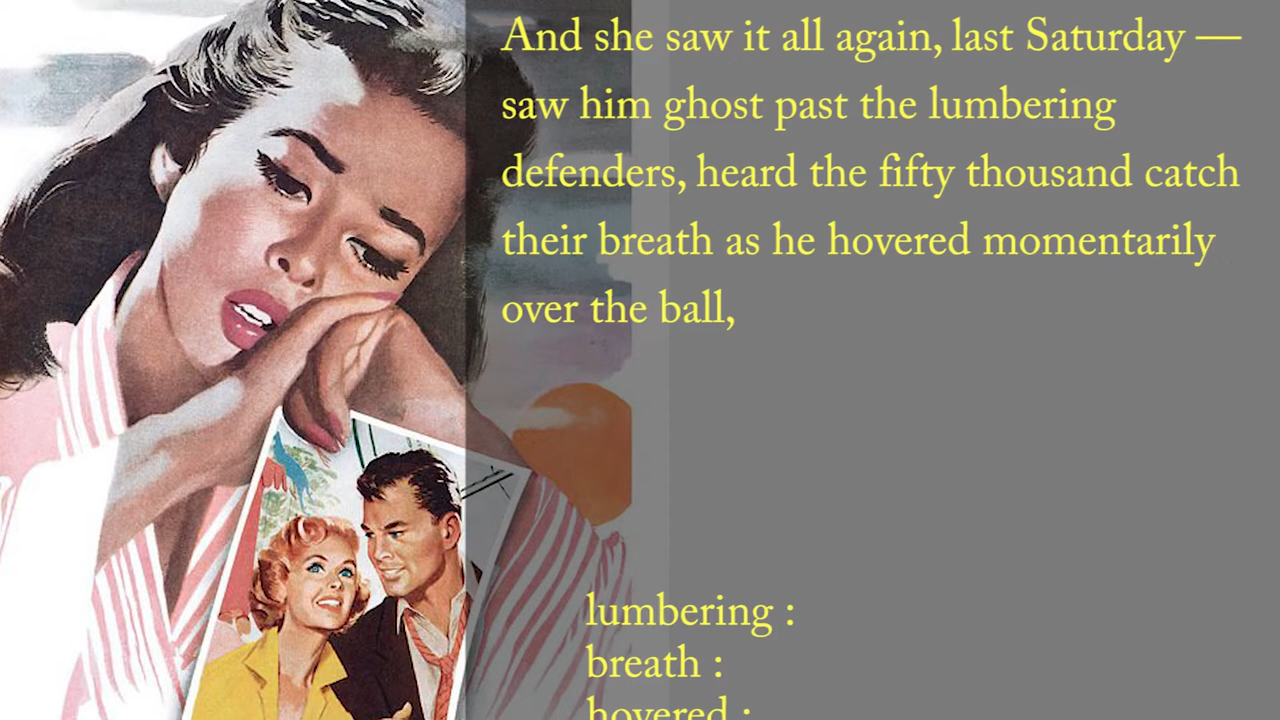 And she saw it all again, last Saturday —
saw him ghost past the lumbering
defenders, heard the fifty thousand catch
their breath as he hovered momentarily
over the ball,
lumbering :
breath :
hovered :